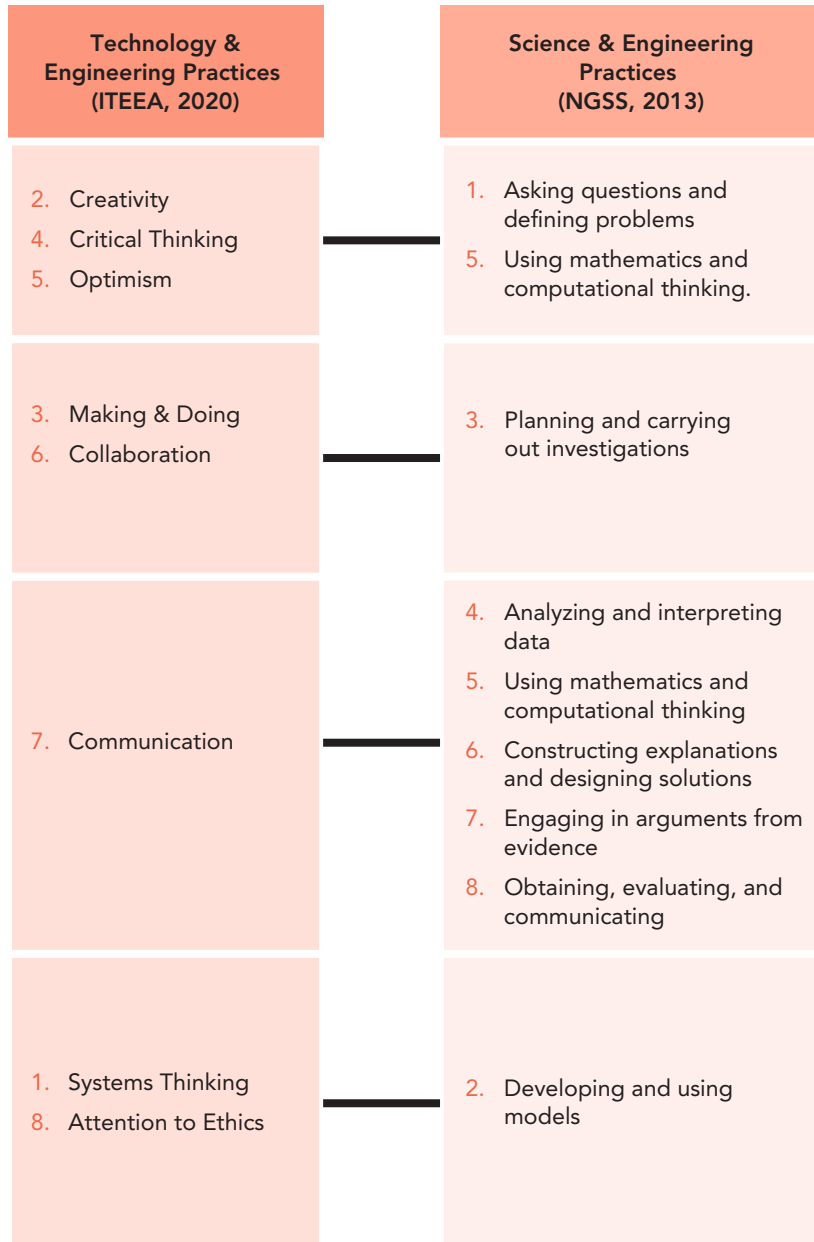 Technology &
Engineering Practices
(ITEEA, 2020)
Science & Engineering
Practices
(NGSS, 2013)
2. Creativity
4. Critical Thinking
5. Optimism
1. Asking questions and
defining problems
5. Using mathematics and
computational thinking.
3. Making & Doing
6. Collaboration
3. Planning and carrying
out investigations
7. Communication
4. Analyzing and interpreting
data
5. Using mathematics and
computational thinking
6. Constructing explanations
and designing solutions
7. Engaging in arguments from
evidence
8. Obtaining, evaluating, and
communicating
1. Systems Thinking
8. Attention to Ethics
2. Developing and using
models